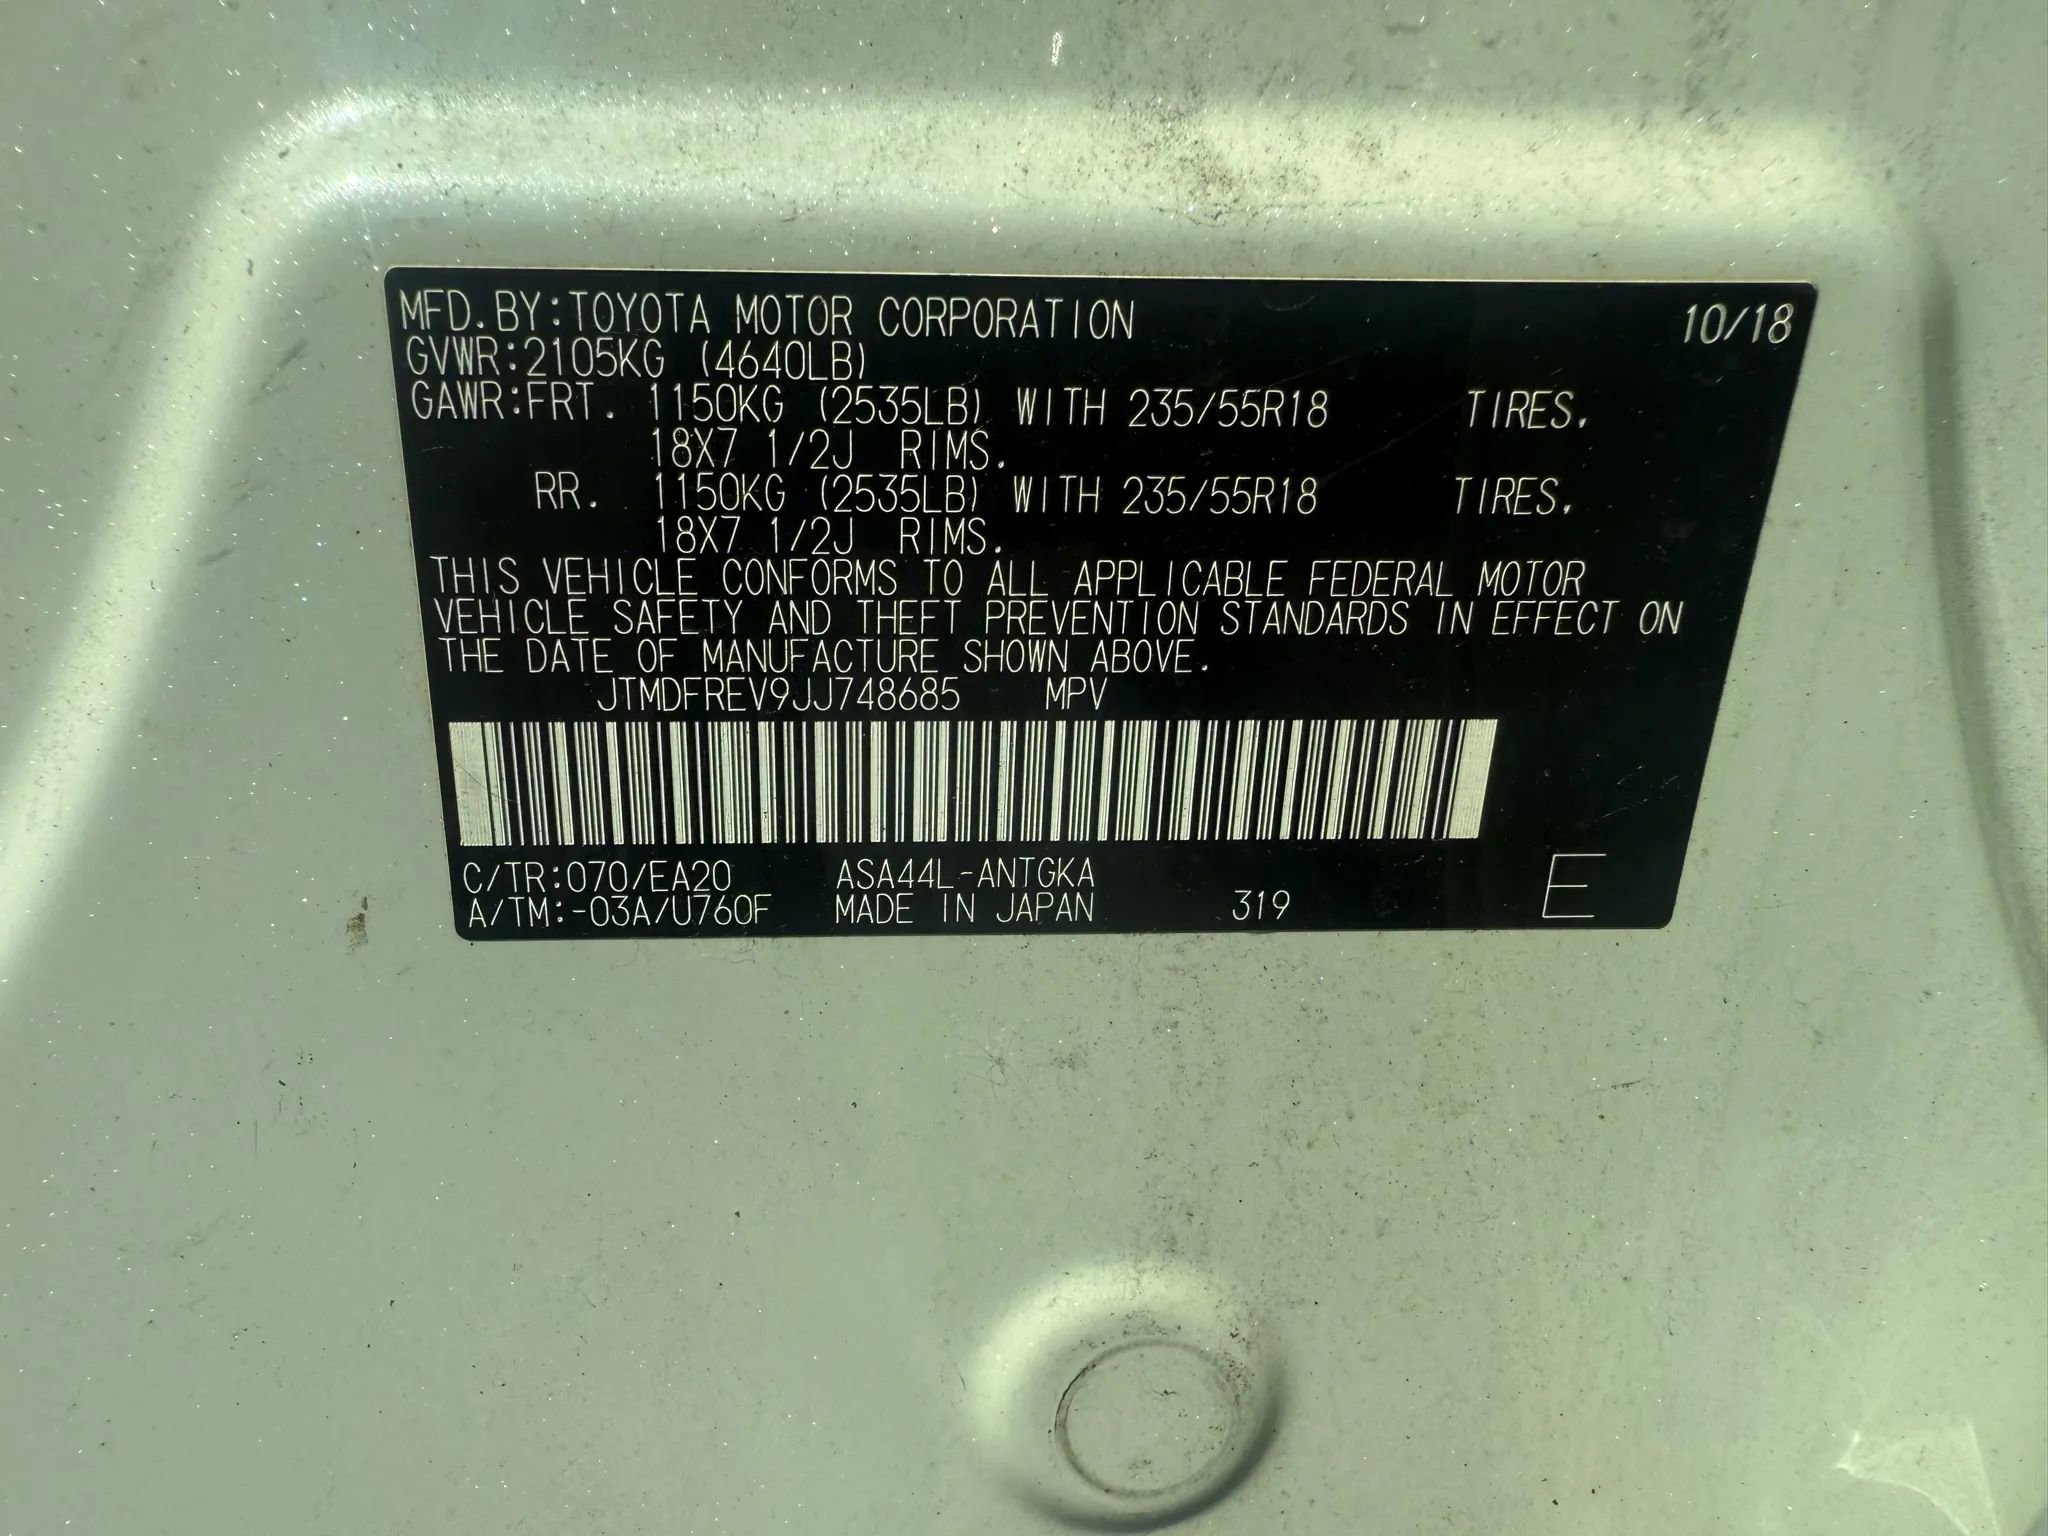 MFD. BY:TOYOTA MOTOR CORPORATION 10/18
GVWR:2105KG (4640LB)
GAWR:FRT. 1150KG (2535LB) WITH 235/55R18 TIRES.
18X7 1/2J RIMS.
RR. 1150KG (2535LB) WITH 235/55R18 TIRES.
18X7 1/2J RIMS.
THIS VEHICLE CONFORMS TO ALL APPLICABLE FEDERAL MOTOR
VEHICLE SAFETY AND THEFT PREVENTION STANDARDS IN EFFECT ON
THE DATE OF MANUFACTURE SHOWN ABOVE.
JTMDFREV9JJ748685 MPV
C/TR:070/EA20 ASA44L-ANTGKA
A/TM:-03A/U760F MADE IN JAPAN 319 E